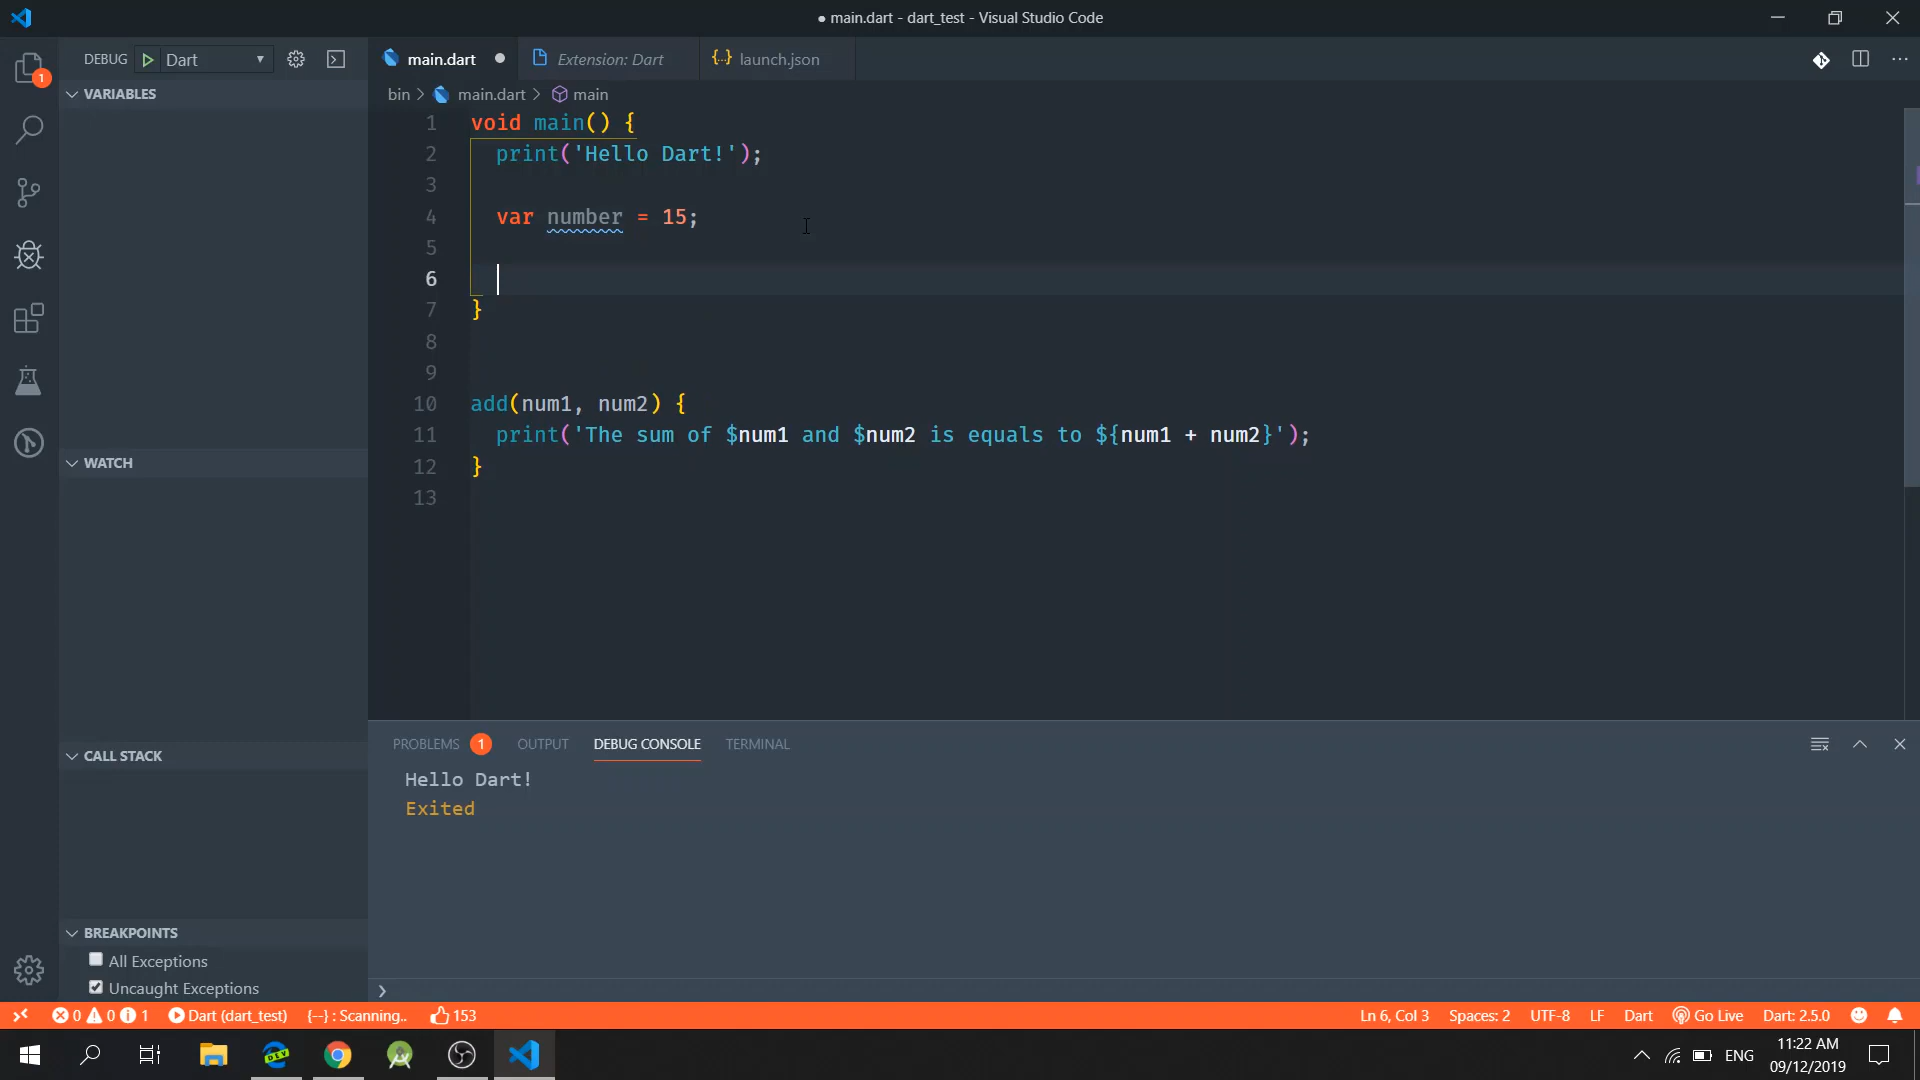 ● main.dart - dart_test - Visual Studio Code
1
DEBUG Dart
main.dart
Extension: Dart
{··} launch.json
VARIABLES
bin > main.dart > main
1 void main() {
2 print('Hello Dart!');
3
4 var number = 15;
5
6
7 }
8
9
10 add(num1, num2) {
11 print('The sum of $num1 and $num2 is equals to ${num1 + num2}');
12 }
13
WATCH
CALL STACK
BREAKPOINTS
All Exceptions
Uncaught Exceptions
PROBLEMS 1 OUTPUT DEBUG CONSOLE TERMINAL
Hello Dart!
Exited
0 0 1 Dart (dart_test) {--} : Scanning.. 153
Ln 6, Col 3 Spaces: 2 UTF-8 LF Dart Go Live Dart: 2.5.0
DEV
ENG
11:22 AM
09/12/2019